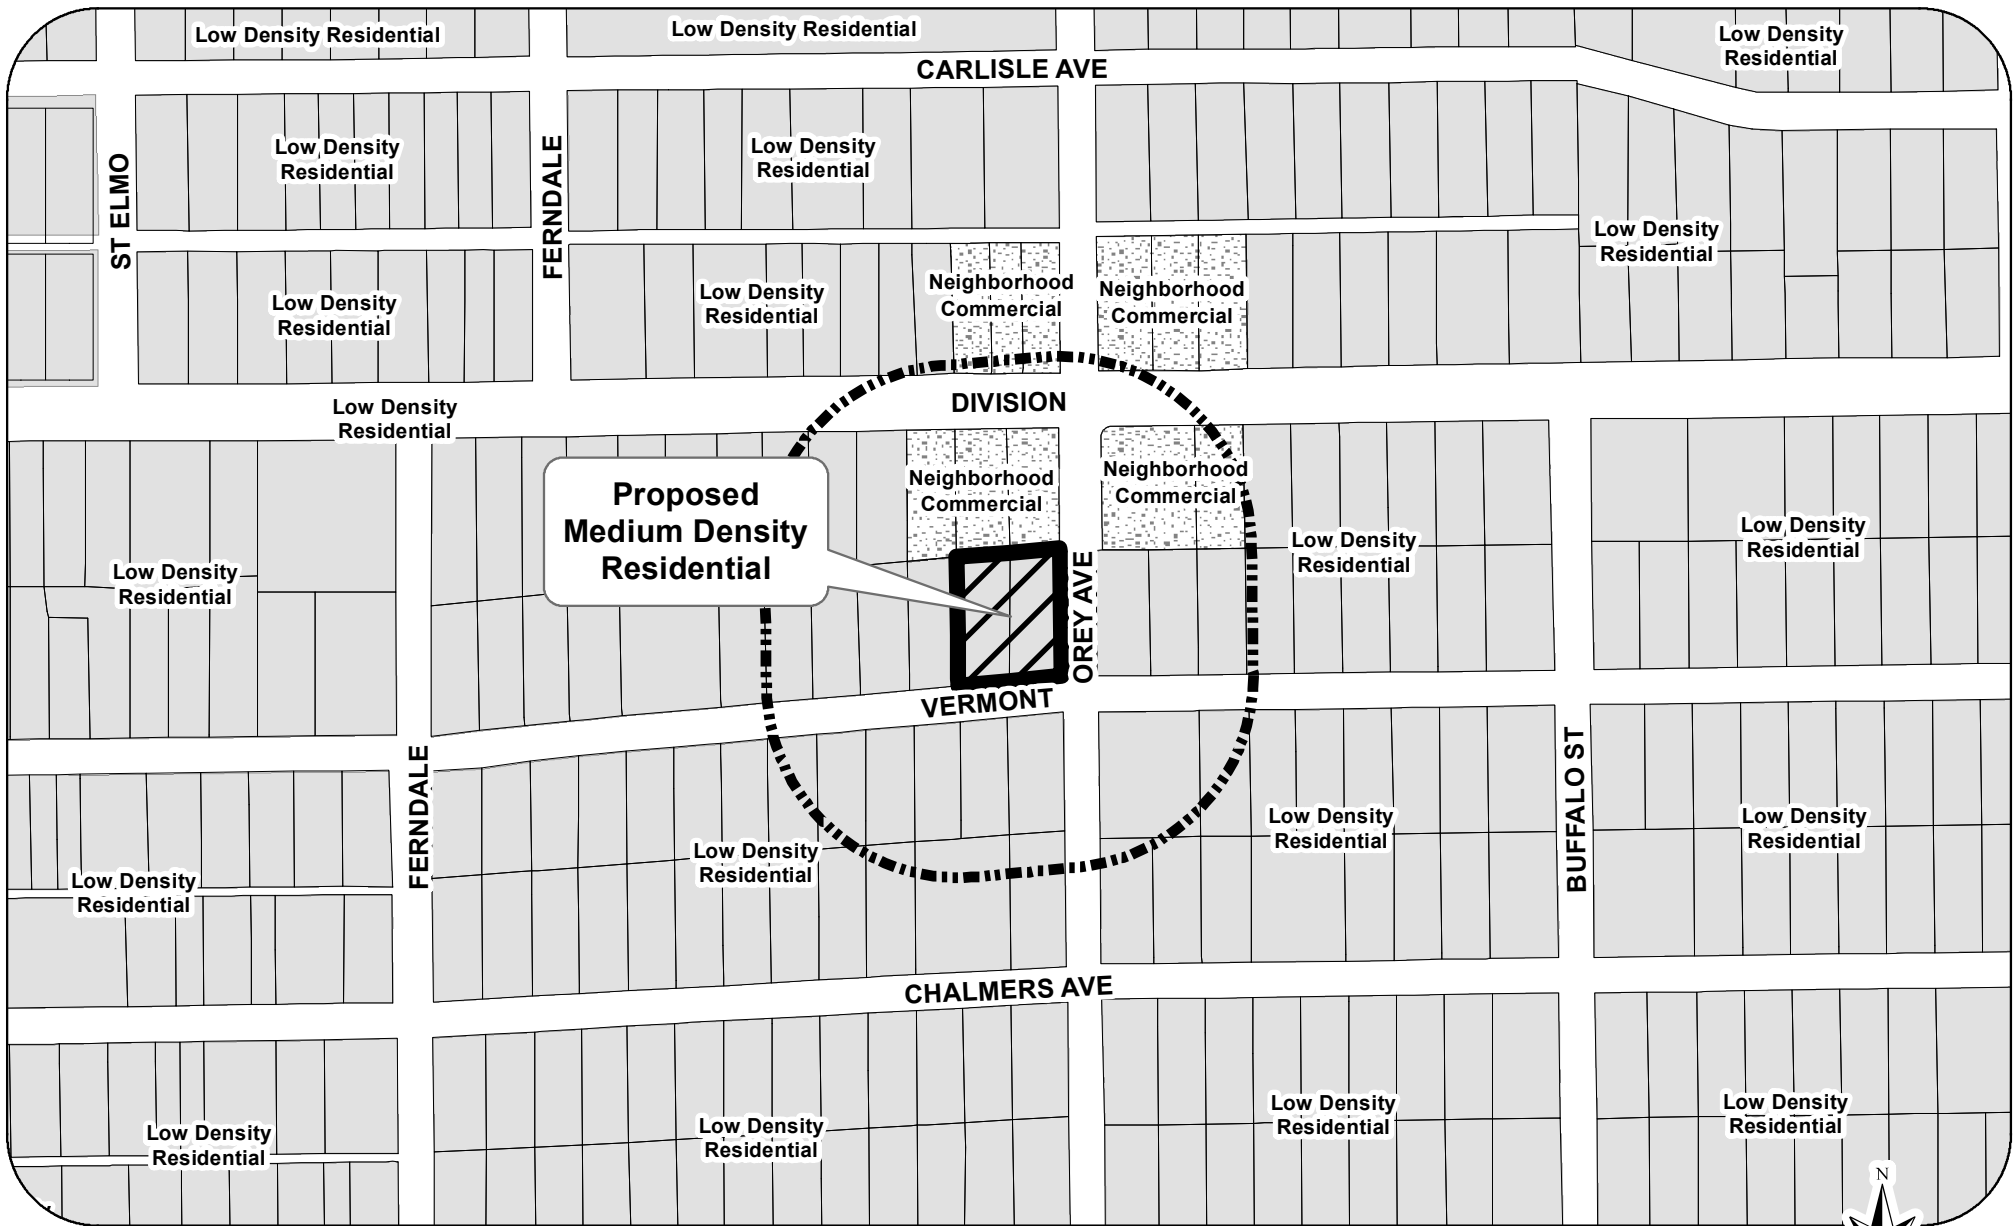 Low Density Residential
Low Density Residential
Low Density
Residential
CARLISLE AVE
Low Density
Residential
Low Density
Residential
ST ELMO
FERNDALE
Low Density
Residential
Low Density
Residential
Low Density
Residential
Neighborhood
Commercial
Neighborhood
Commercial
DIVISION
Low Density
Residential
Neighborhood
Commercial
Neighborhood
Commercial
Proposed
Medium Density
Residential
Low Density
Residential
Low Density
Residential
Low Density
Residential
OREY AVE
VERMONT
FERNDALE
BUFFALO ST
Low Density
Residential
Low Density
Residential
Low Density
Residential
Low Density
Residential
CHALMERS AVE
Low Density
Residential
Low Density
Residential
Low Density
Residential
Low Density
Residential
N